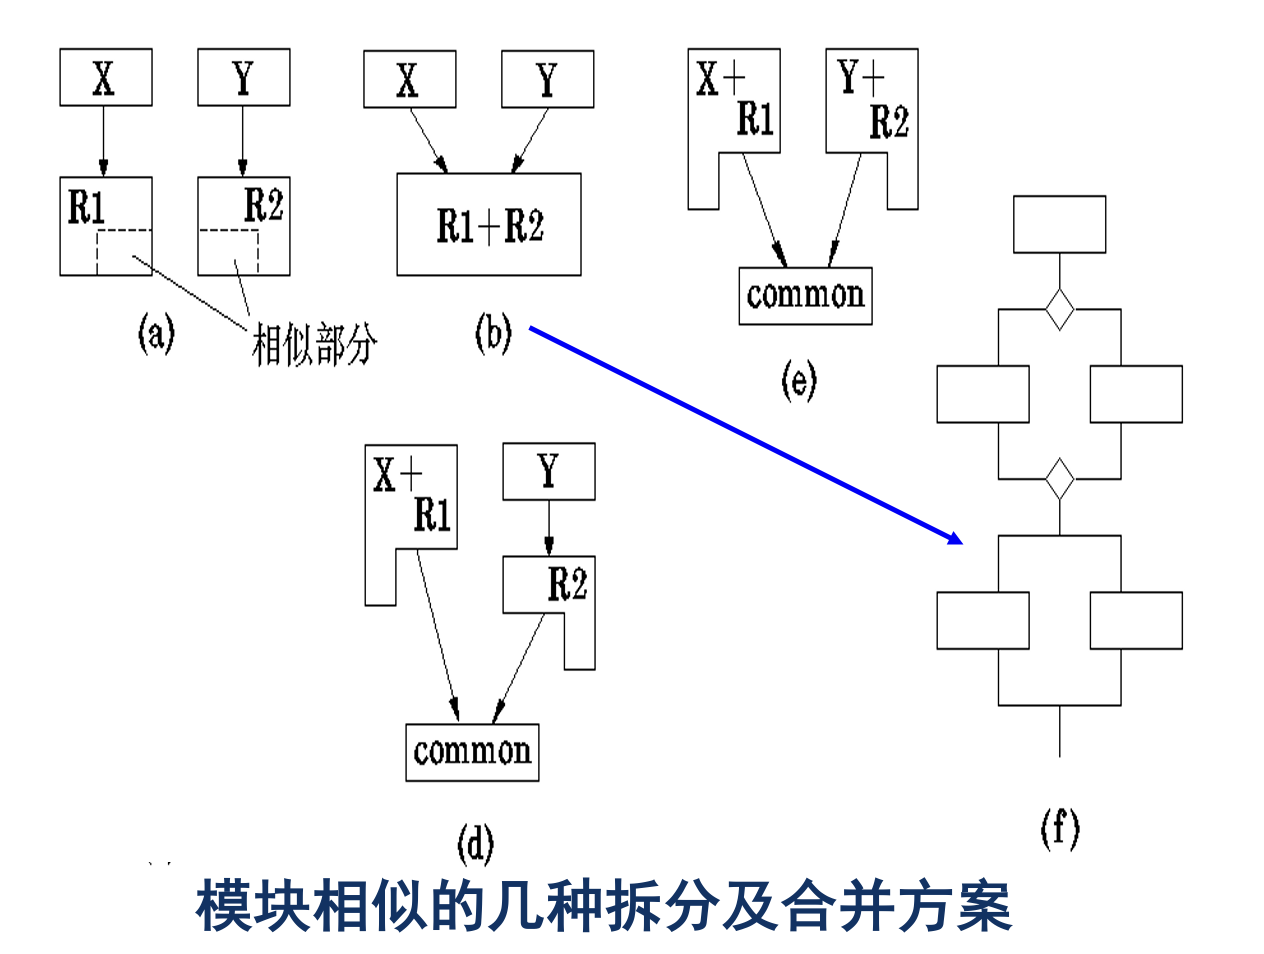 X
Y
R1
R2
相似部分
(a)
X
Y
R1+R2
(b)
X+
R1
Y+
R2
common
(e)
X+
R1
Y
R2
common
(d)
(f)
模块相似的几种拆分及合并方案